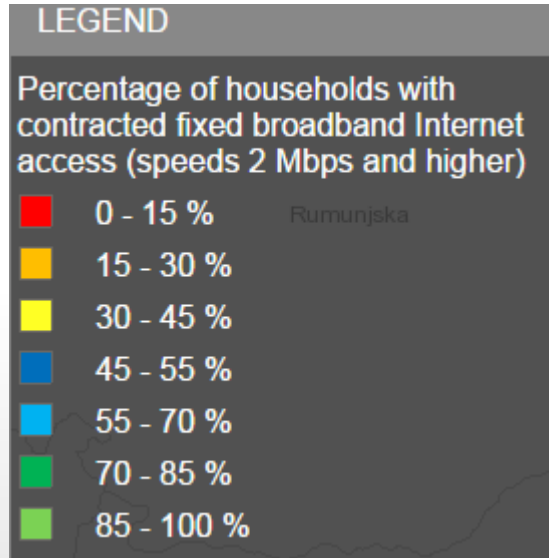 LEGEND
Percentage of households with
contracted fixed broadband Internet
access (speeds 2 Mbps and higher)
0 - 15 %
Rumunjska
15 - 30 %
30 - 45 %
45 - 55 %
55 - 70 %
70 - 85 %
85 - 100 %